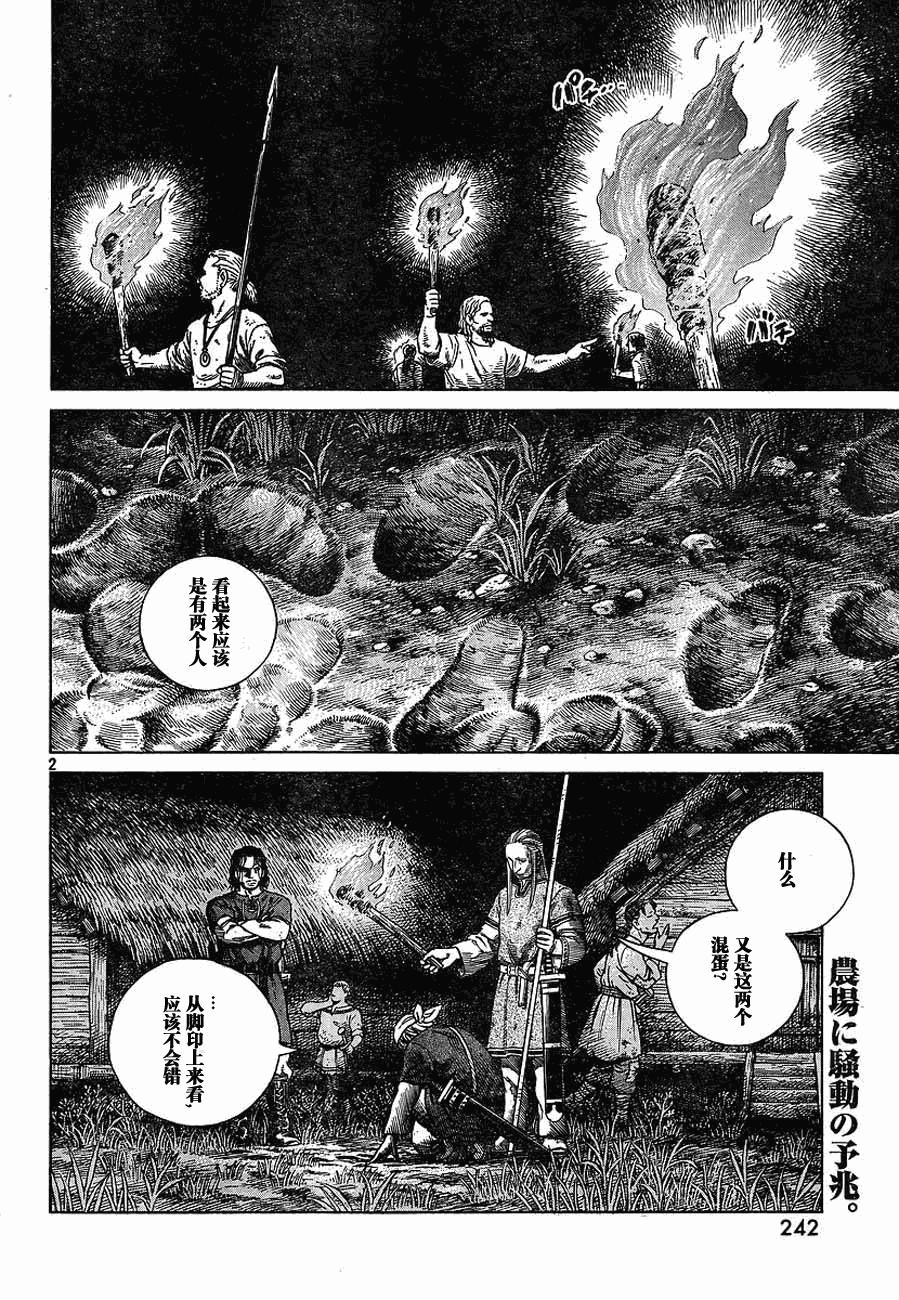 パチ…
バチ
看起来应该
是有两个人
2
什么
又是这两个
混蛋?
…
从脚印上来看,
应该不会错
農場に騒動の予兆。
242